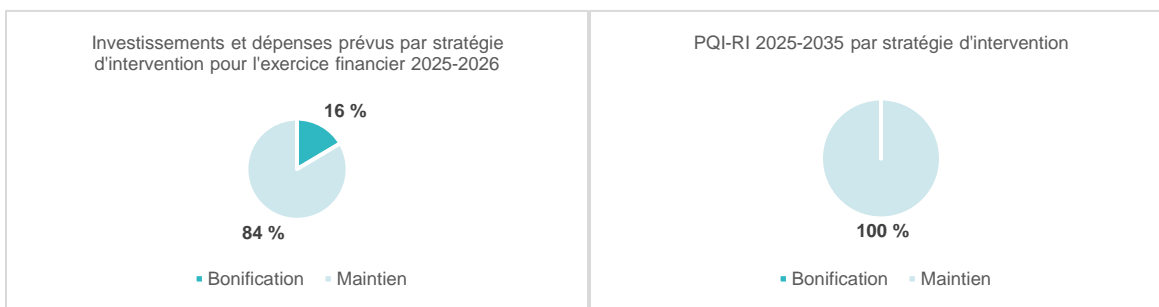 Investissements et dépenses prévus par stratégie
d'intervention pour l'exercice financier 2025-2026
16 %
84 %
Bonification Maintien
PQI-RI 2025-2035 par stratégie d'intervention
100 %
Bonification Maintien